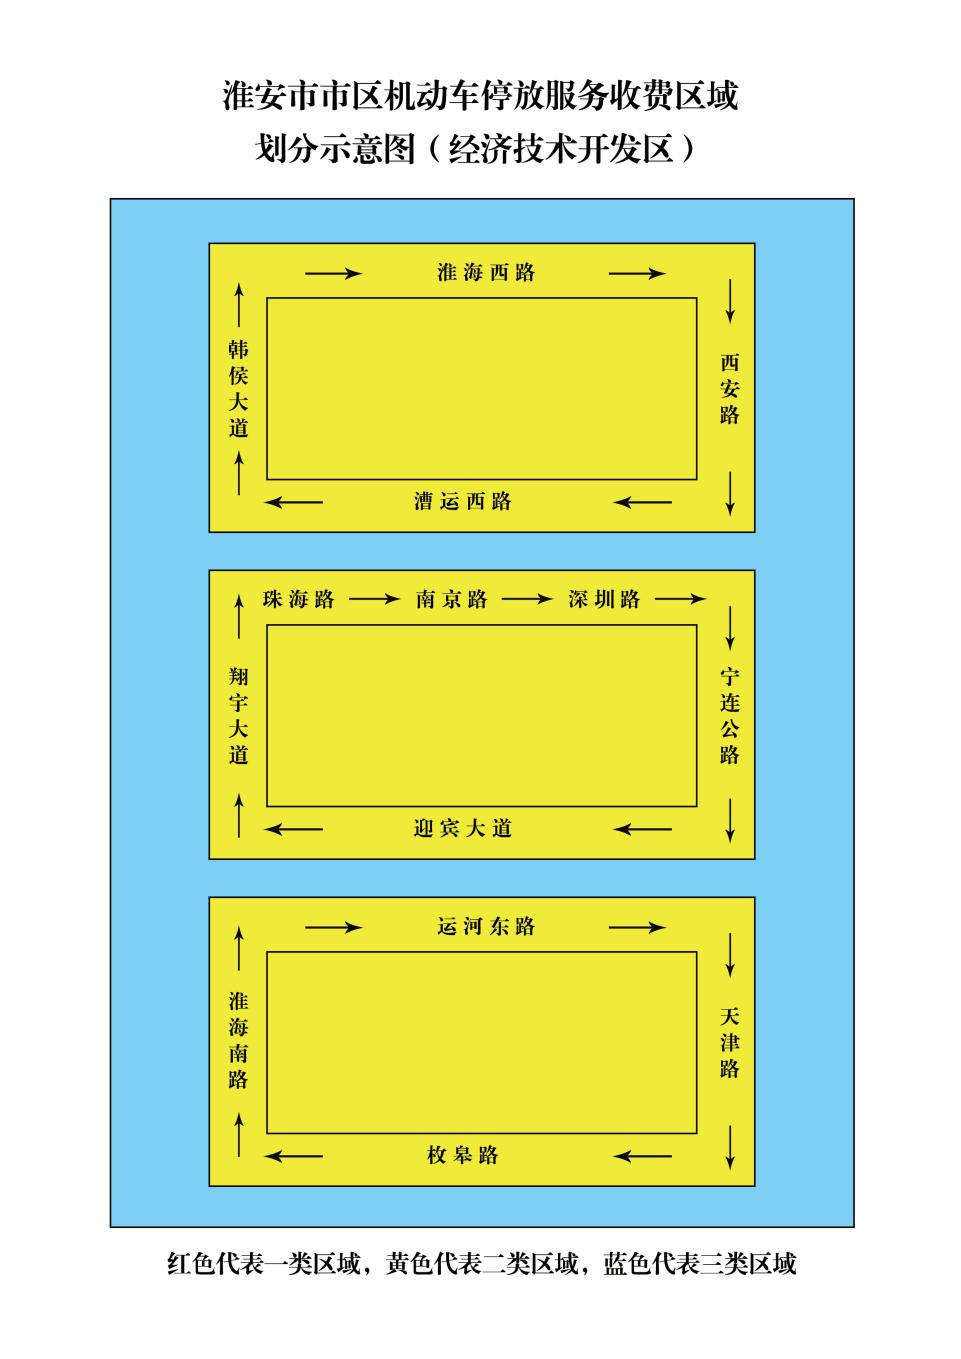 淮安市市区机动车停放服务收费区域
划分示意图（经济技术开发区）
淮海西路
韩侯大道
西安路
漕运西路
珠海路
南京路
深圳路
翔宇大道
宁连公路
迎宾大道
运河东路
淮海南路
天津路
枚皋路
红色代表一类区域，黄色代表二类区域，蓝色代表三类区域